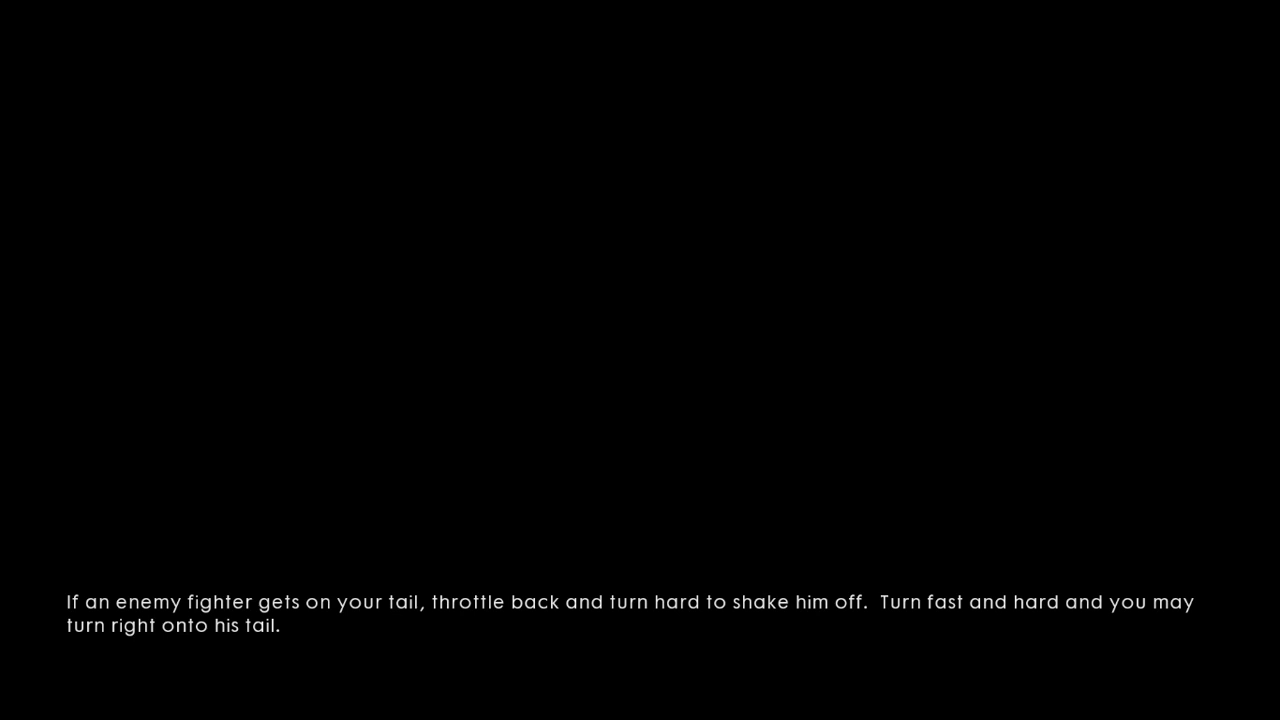 If an enemy fighter gets on your tail, throttle back and turn hard to shake him off.  Turn fast and hard and you may
turn right onto his tail.